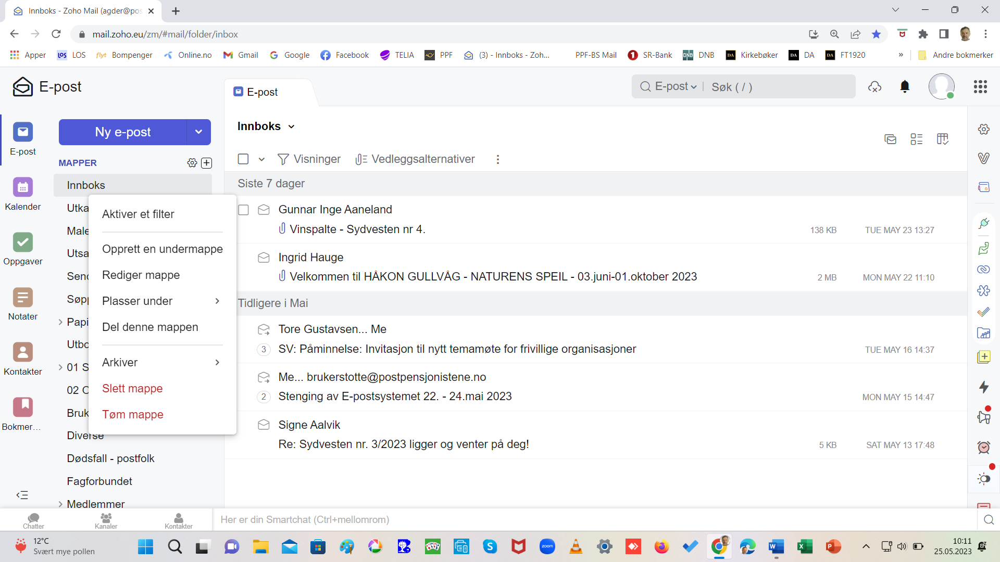 Innboks - Zoho Mail (agder@pos
mail.zoho.eu/zm/#mail/folder/inbox
Apper LOS LOS flyt Bompenger Online.no Gmail Google Facebook TELIA PPF (3) - Innboks - Zoh... PPF-BS Mail 1 SR-Bank DNB DNB DA Kirkebøker DA DA DA FT1920 » Andre bokmerker
E-post
E-post
E-post
Søk ( / )
E-post
Kalender
Oppgaver
Notater
Kontakter
Bokmer...
Ny e-post
MAPPER
Innboks
Utka
Male
Utsa
Send
Søpp
Papi
Utbo
01 S
02 O
Bruk
Diverse
Dødsfall - postfolk
Fagforbundet
Medlemmer
Aktiver et filter
Opprett en undermappe
Rediger mappe
Plasser under
Del denne mappen
Arkiver
Slett mappe
Tøm mappe
Innboks
Visninger
Vedleggsalternativer
Siste 7 dager
Gunnar Inge Aaneland
Vinspalte - Sydvesten nr 4. 138 KB TUE MAY 23 13:27
Ingrid Hauge
Velkommen til HÅKON GULLVÅG - NATURENS SPEIL - 03.juni-01.oktober 2023 2 MB MON MAY 22 11:10
Tidligere i Mai
Tore Gustavsen... Me
3 SV: Påminnelse: Invitasjon til nytt temamøte for frivillige organisasjoner TUE MAY 16 14:37
Me... brukerstotte@postpensjonistene.no
2 Stenging av E-postsystemet 22. - 24.mai 2023 MON MAY 15 14:47
Signe Aalvik
Re: Sydvesten nr. 3/2023 ligger og venter på deg! 5 KB SAT MAY 13 17:48
Chatter Kanaler Kontakter
Her er din Smartchat (Ctrl+mellomrom)
12°C
Svært mye pollen
zoom
10:11
25.05.2023